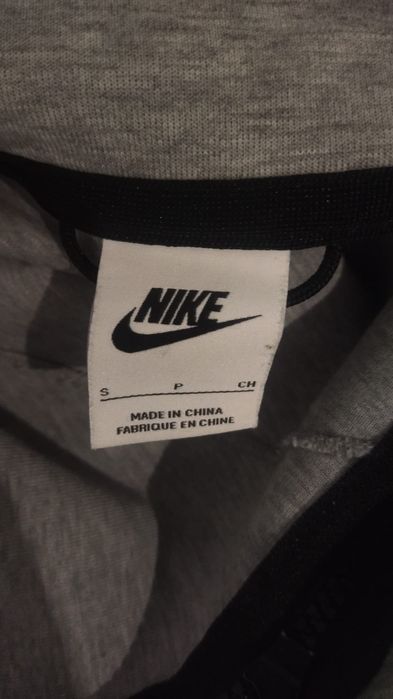 NIKE
S P CH
MADE IN CHINA
FABRIQUE EN CHINE